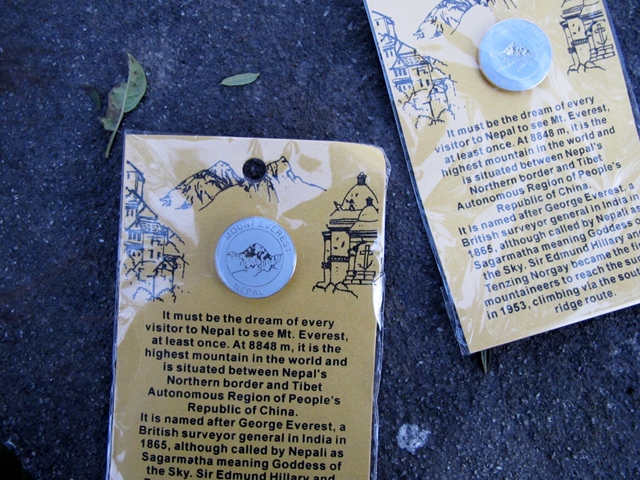 MOUNT EVEREST
NEPAL
It must be the dream of every
visitor to Nepal to see Mt. Everest,
at least once. At 8848 m, it is the
highest mountain in the world and
is situated between Nepal's
Northern border and Tibet
Autonomous Region of People's
Republic of China.
It is named after George Everest, a
British surveyor general in India in
1865, although called by Nepali as
Sagarmatha meaning Goddess of
the Sky. Sir Edmund Hillary and
It must be the dream of every
visitor to Nepal to see Mt. Everest,
at least once. At 8848 m, it is the
highest mountain in the world and
is situated between Nepal's
Northern border and Tibet
Autonomous Region of People's
Republic of China.
It is named after George Everest, a
British surveyor general in India in
1865, although called by Nepali as
Sagarmatha meaning Goddess of
the Sky. Sir Edmund Hillary and
Tenzing Norgay became the
mountaineers to reach the
in 1953, climbing via the
ridge route.